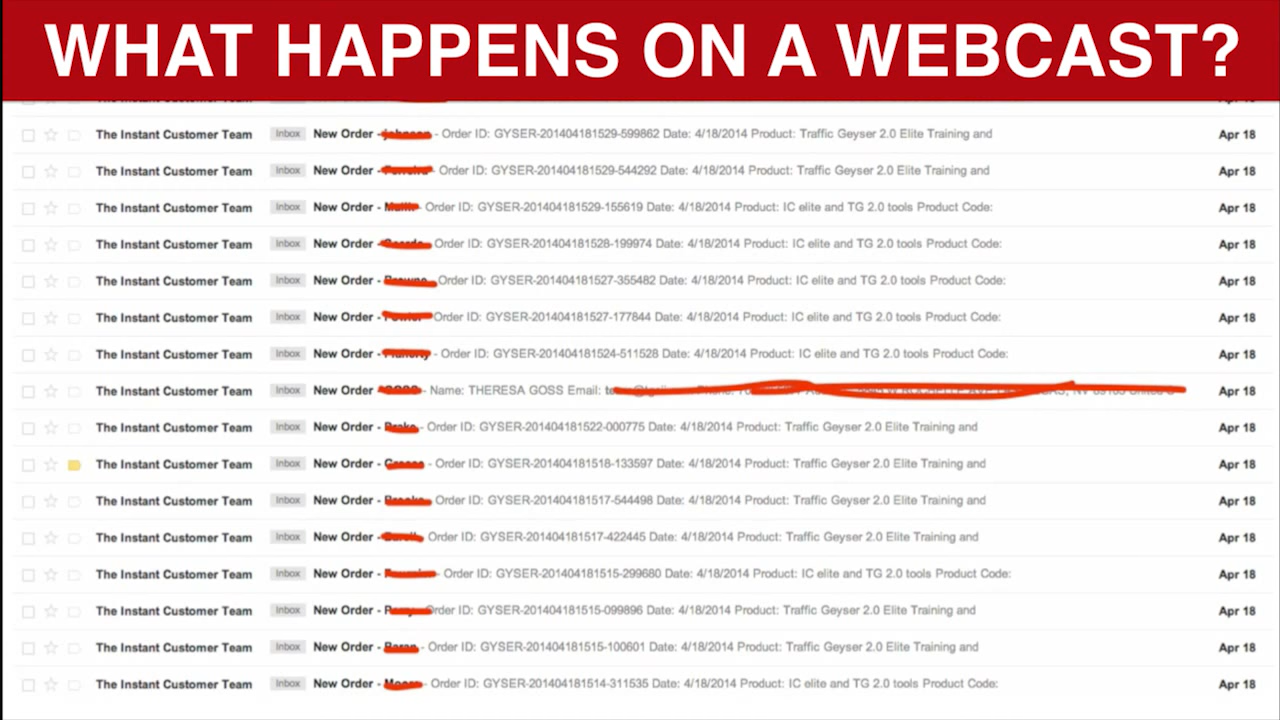 WHAT HAPPENS ON A WEBCAST?
The Instant Customer Team Inbox New Order - - Order ID: GYSER-201404181529-599862 Date: 4/18/2014 Product: Traffic Geyser 2.0 Elite Training and Apr 18
The Instant Customer Team Inbox New Order - - Order ID: GYSER-201404181529-544292 Date: 4/18/2014 Product: Traffic Geyser 2.0 Elite Training and Apr 18
The Instant Customer Team Inbox New Order - Order ID: GYSER-201404181529-155619 Date: 4/18/2014 Product: IC elite and TG 2.0 tools Product Code: Apr 18
The Instant Customer Team Inbox New Order - Order ID: GYSER-201404181528-199974 Date: 4/18/2014 Product: IC elite and TG 2.0 tools Product Code: Apr 18
The Instant Customer Team Inbox New Order - Order ID: GYSER-201404181527-355482 Date: 4/18/2014 Product: IC elite and TG 2.0 tools Product Code: Apr 18
The Instant Customer Team Inbox New Order - Order ID: GYSER-201404181527-177844 Date: 4/18/2014 Product: IC elite and TG 2.0 tools Product Code: Apr 18
The Instant Customer Team Inbox New Order - - Order ID: GYSER-201404181524-511528 Date: 4/18/2014 Product: IC elite and TG 2.0 tools Product Code: Apr 18
The Instant Customer Team Inbox New Order - Name: THERESA GOSS Email: Apr 18
The Instant Customer Team Inbox New Order - - Order ID: GYSER-201404181522-000775 Date: 4/18/2014 Product: Traffic Geyser 2.0 Elite Training and Apr 18
The Instant Customer Team Inbox New Order - - Order ID: GYSER-201404181518-133597 Date: 4/18/2014 Product: Traffic Geyser 2.0 Elite Training and Apr 18
The Instant Customer Team Inbox New Order - Order ID: GYSER-201404181517-544498 Date: 4/18/2014 Product: Traffic Geyser 2.0 Elite Training and Apr 18
The Instant Customer Team Inbox New Order - Order ID: GYSER-201404181517-422445 Date: 4/18/2014 Product: Traffic Geyser 2.0 Elite Training and Apr 18
The Instant Customer Team Inbox New Order - - Order ID: GYSER-201404181515-299680 Date: 4/18/2014 Product: IC elite and TG 2.0 tools Product Code: Apr 18
The Instant Customer Team Inbox New Order - Order ID: GYSER-201404181515-099896 Date: 4/18/2014 Product: Traffic Geyser 2.0 Elite Training and Apr 18
The Instant Customer Team Inbox New Order - - Order ID: GYSER-201404181515-100601 Date: 4/18/2014 Product: Traffic Geyser 2.0 Elite Training and Apr 18
The Instant Customer Team Inbox New Order - - Order ID: GYSER-201404181514-311535 Date: 4/18/2014 Product: IC elite and TG 2.0 tools Product Code: Apr 18